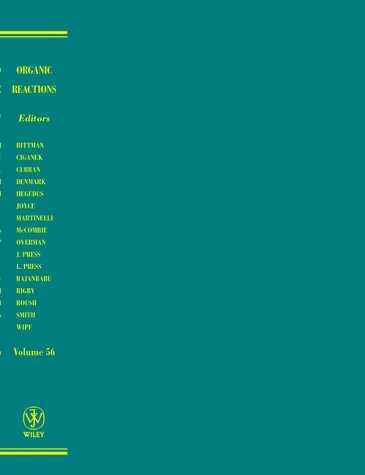 ORGANIC
REACTIONS
Editors
BITTMAN
CIGANEK
CURRAN
DENMARK
HEGEDUS
JOYCE
MARTINELLI
McCOMBIE
OVERMAN
J. PRESS
L. PRESS
RAJANBABU
RIGBY
ROUSH
SMITH
WIPF
Volume 56
WILEY